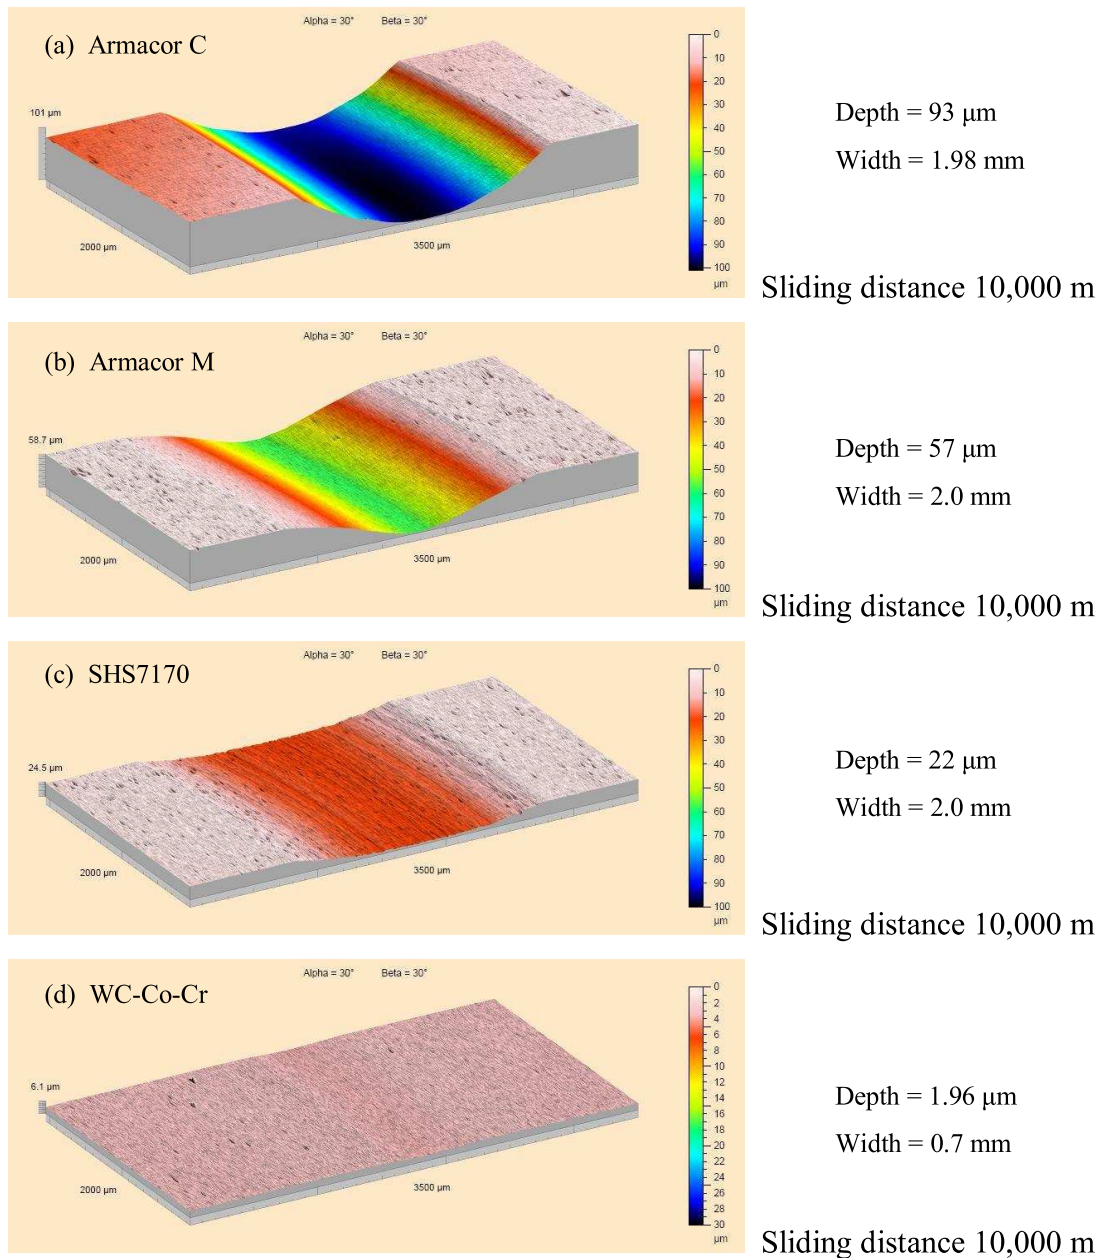 Alpha = 30° Beta = 30°
(a) Armacor C
101 µm
2000 µm
3500 µm
0
10
20
30
40
50
60
70
80
90
100
µm
Depth = 93 µm
Width = 1.98 mm
Sliding distance 10,000 m
Alpha = 30° Beta = 30°
(b) Armacor M
58.7 µm
2000 µm
3500 µm
0
10
20
30
40
50
60
70
80
90
100
µm
Depth = 57 µm
Width = 2.0 mm
Sliding distance 10,000 m
Alpha = 30° Beta = 30°
(c) SHS7170
24.5 µm
2000 µm
3500 µm
0
10
20
30
40
50
60
70
80
90
100
µm
Depth = 22 µm
Width = 2.0 mm
Sliding distance 10,000 m
Alpha = 30° Beta = 30°
(d) WC-Co-Cr
6.1 µm
2000 µm
3500 µm
0
2
4
6
8
10
12
14
16
18
20
22
24
26
28
30
µm
Depth = 1.96 µm
Width = 0.7 mm
Sliding distance 10,000 m